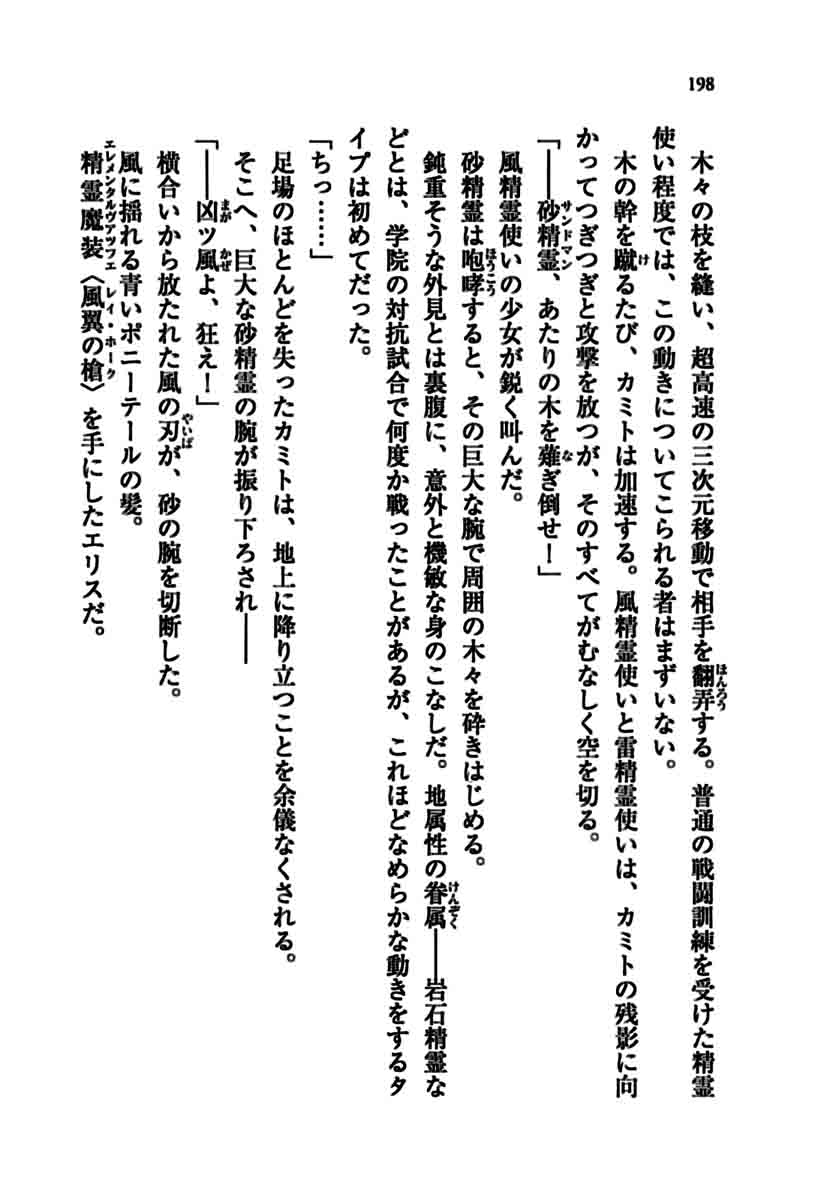 198
木々の枝を縫い、超高速の三次元移動で相手を翻弄する。普通の戦闘訓練を受けた精霊
使い程度では、この動きについてこられる者はまずいない。
木の幹を蹴るたび、カミトは加速する。風精霊使いと雷精霊使いは、カミトの残影に向
かってつぎつぎと攻撃を放つが、そのすべてがむなしく空を切る。
「――砂精霊、あたりの木を薙ぎ倒せ！」
風精霊使いの少女が鋭く叫んだ。
砂精霊は咆哮すると、その巨大な腕で周囲の木々を砕きはじめる。
鈍重そうな外見とは裏腹に、意外と機敏な身のこなしだ。地属性の眷属――岩石精霊な
どとは、学院の対抗試合で何度か戦ったことがあるが、これほどなめらかな動きをするタ
イプは初めてだった。
「ちっ……」
足場のほとんどを失ったカミトは、地上に降り立つことを余儀なくされる。
そこへ、巨大な砂精霊の腕が振り下ろされ――
「――凶ツ風よ、狂え！」
横合いから放たれた風の刃が、砂の腕を切断した。
風に揺れる青いポニーテールの髪。
精霊魔装〈風翼の槍〉を手にしたエリスだ。